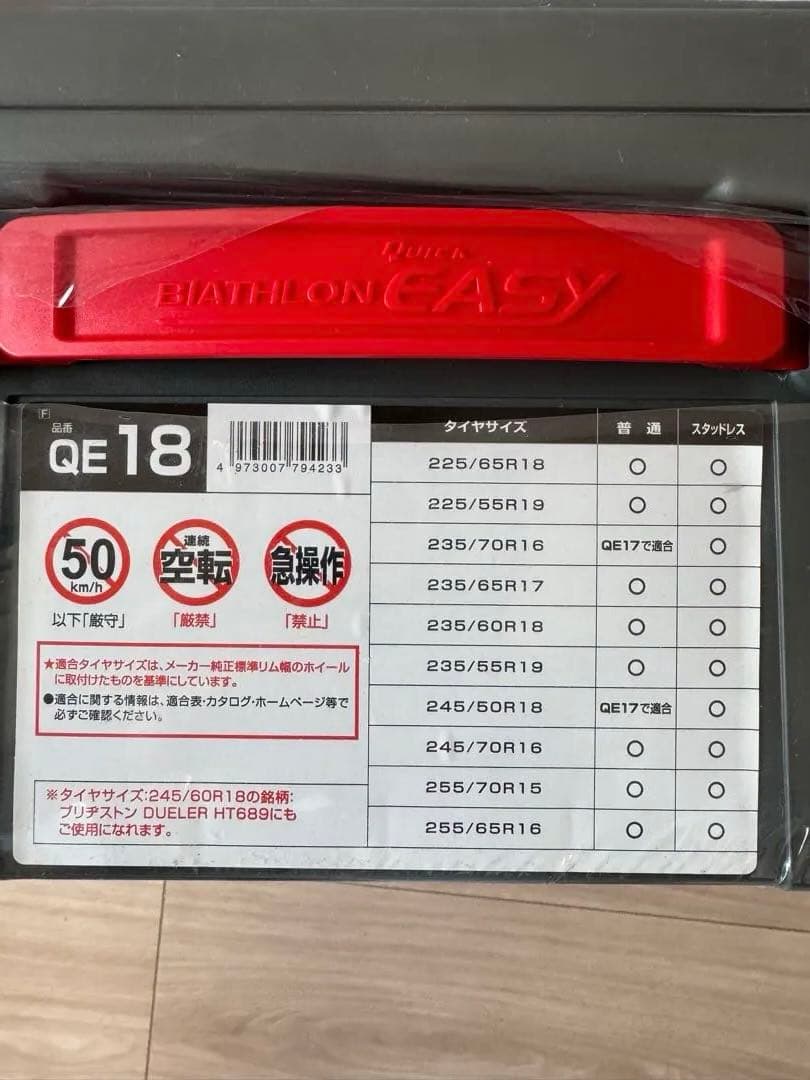 QUICK
BIATHLON EASY
F
品番
QE18
4 973007 794233
50
km/h
以下「厳守」
連続
空転
「厳禁」
急操作
「禁止」
★適合タイヤサイズは、メーカー純正標準リム幅のホイール
に取付けたものを基準にしています。
●適合に関する情報は、適合表・カタログ・ホームページ等で
必ずご確認ください。
※タイヤサイズ:245/60R18の銘柄:
ブリヂストン DUELER HT689にも
ご使用になれます。
タイヤサイズ 普通 スタッドレス
225/65R18 ○ ○
225/55R19 ○ ○
235/70R16 QE17で適合 ○
235/65R17 ○ ○
235/60R18 ○ ○
235/55R19 ○ ○
245/50R18 QE17で適合 ○
245/70R16 ○ ○
255/70R15 ○ ○
255/65R16 ○ ○